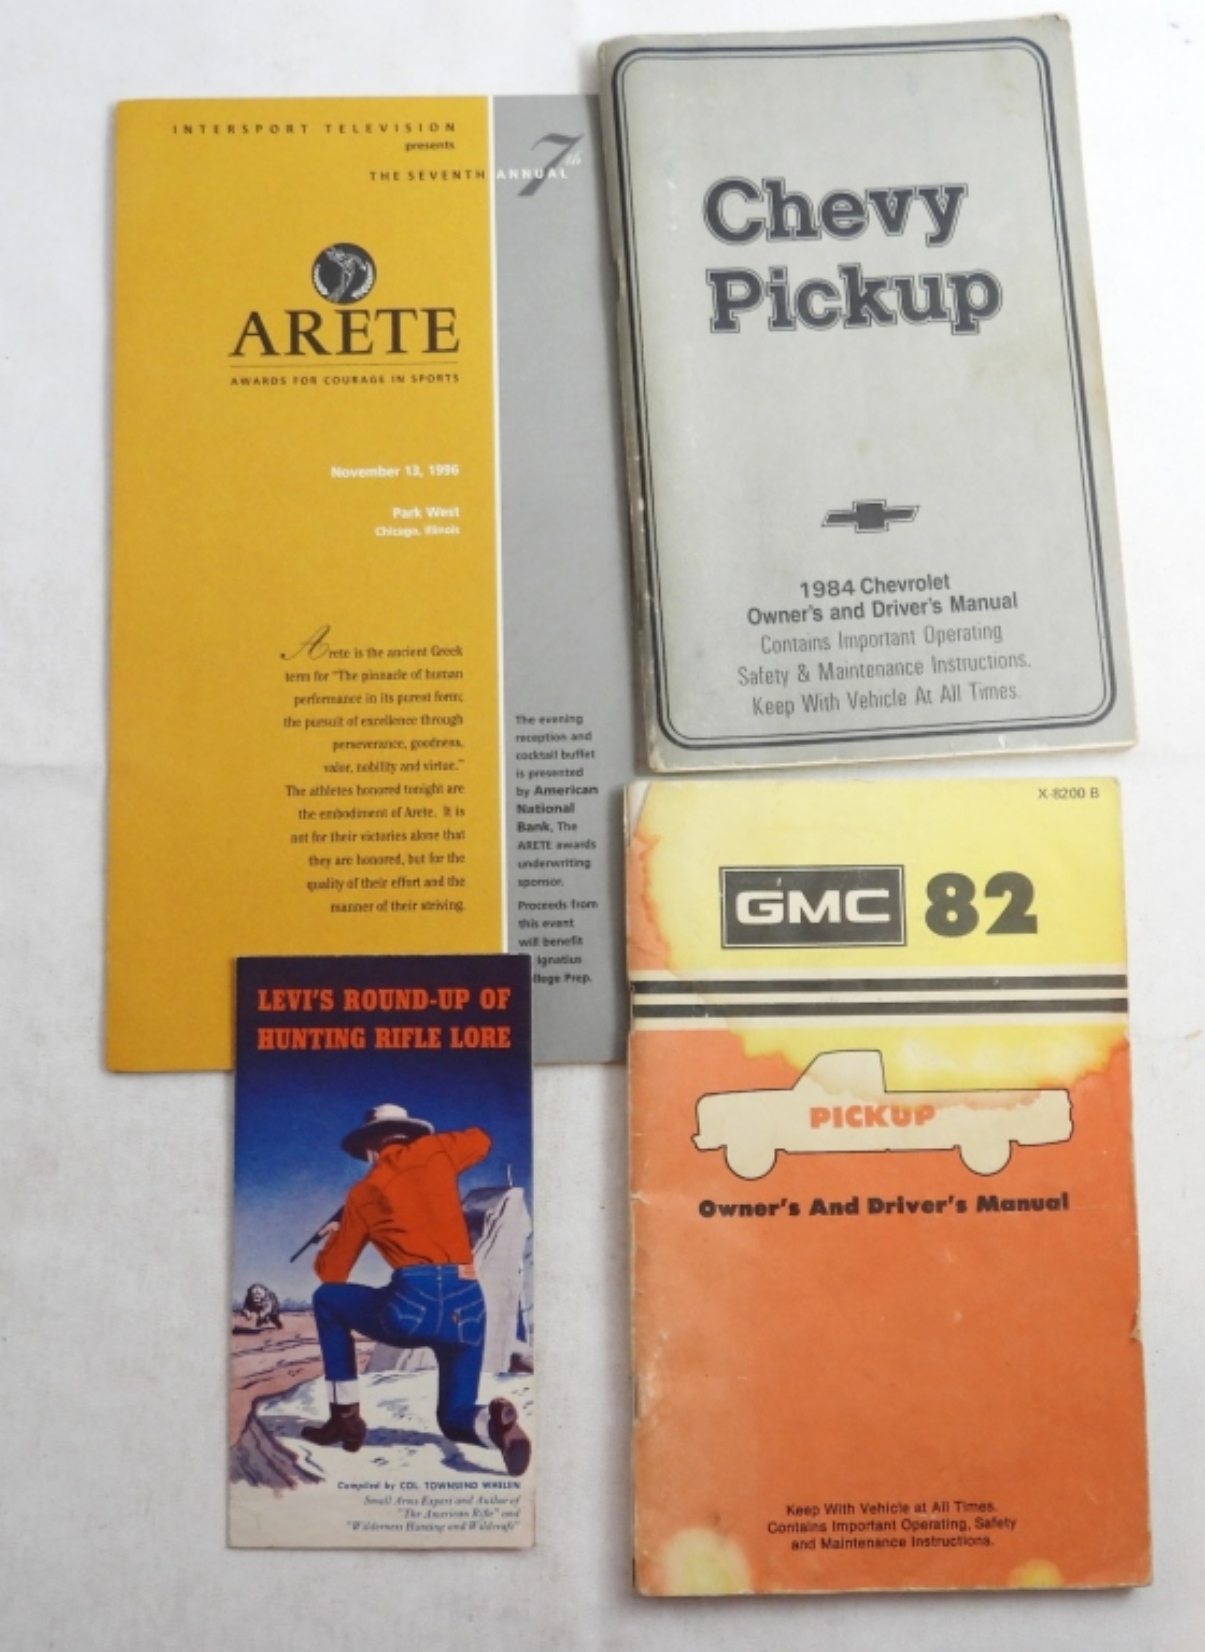 INTERSPORT TELEVISION
presents
THE SEVENTH ANNUAL
7th
ARETE
AWARDS FOR COURAGE IN SPORTS
November 13, 1996
Park West
Chicago, Illinois
Arete is the ancient Greek
term for "The pinnacle of human
performance in its purest form;
the pursuit of excellence through
perseverance, goodness,
valor, nobility and virtue."
The athletes honored tonight are
the embodiment of Arete. It is
not for their victories alone that
they are honored, but for the
quality of their effort and the
manner of their striving.
The evening
reception and
cocktail buffet
is presented
by American
National
Bank, The
ARETE awards
underwriting
sponsor.
Proceeds from
this event
will benefit
Ignatius
llege Prep.
Chevy
Pickup
1984 Chevrolet
Owner's and Driver's Manual
Contains Important Operating
Safety & Maintenance Instructions.
Keep With Vehicle At All Times.
LEVI'S ROUND-UP OF
HUNTING RIFLE LORE
Compiled by COL. TOWNSEND WHELEN
Small Arms Expert and Author of
"The American Rifle" and
"Wilderness Hunting and Wildcraft"
X-8200 B
GMC 82
PICKUP
Owner's And Driver's Manual
Keep With Vehicle at All Times.
Contains Important Operating, Safety
and Maintenance Instructions.